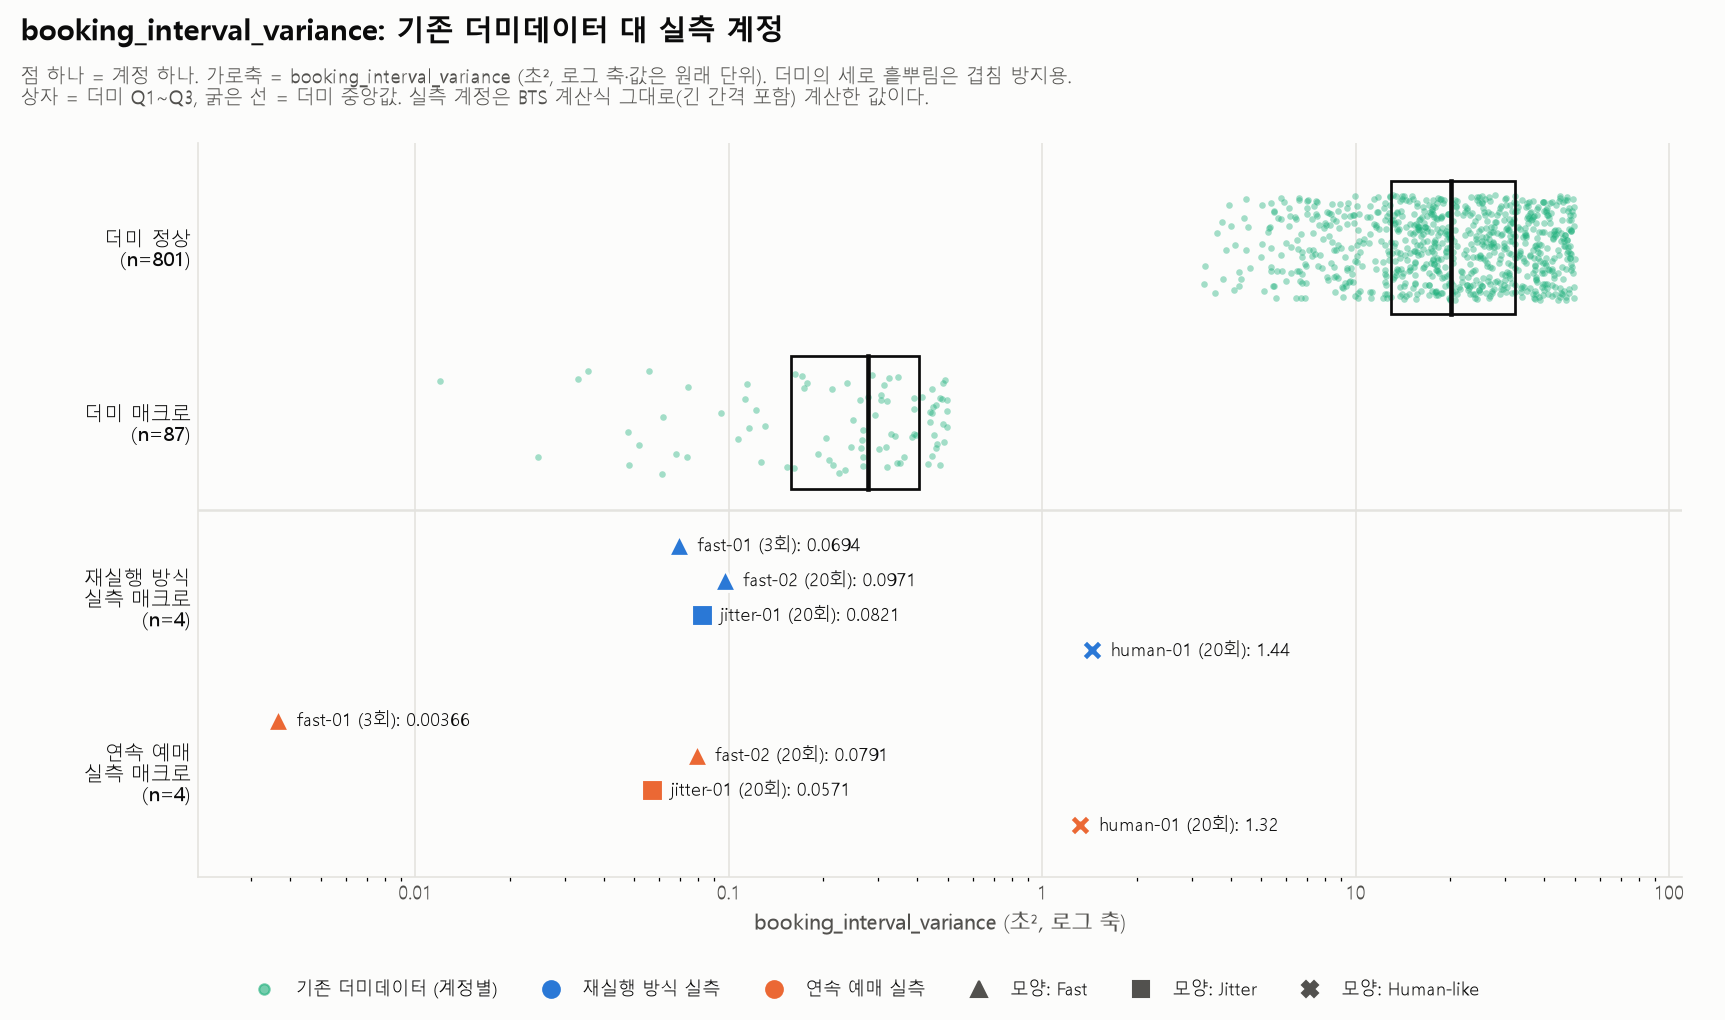 booking_interval_variance: 기존 더미데이터 대 실측 계정
점 하나 = 계정 하나. 가로축 = booking_interval_variance (초², 로그 축·값은 원래 단위). 더미의 세로 흩뿌림은 겹침 방지용.
상자 = 더미 Q1~Q3, 굵은 선 = 더미 중앙값. 실측 계정은 BTS 계산식 그대로(긴 간격 포함) 계산한 값이다.
더미 정상
(n=801)
더미 매크로
(n=87)
재실행 방식
실측 매크로
(n=4)
fast-01 (3회): 0.0694
fast-02 (20회): 0.0971
jitter-01 (20회): 0.0821
human-01 (20회): 1.44
연속 예매
실측 매크로
(n=4)
fast-01 (3회): 0.00366
fast-02 (20회): 0.0791
jitter-01 (20회): 0.0571
human-01 (20회): 1.32
0.01 0.1 1 10 100
booking_interval_variance (초², 로그 축)
기존 더미데이터 (계정별) 재실행 방식 실측 연속 예매 실측 모양: Fast 모양: Jitter 모양: Human-like